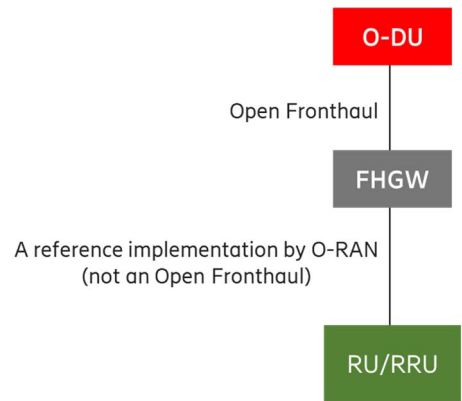 O-DU
Open Fronthaul
FHGW
A reference implementation by O-RAN
(not an Open Fronthaul)
RU/RRU